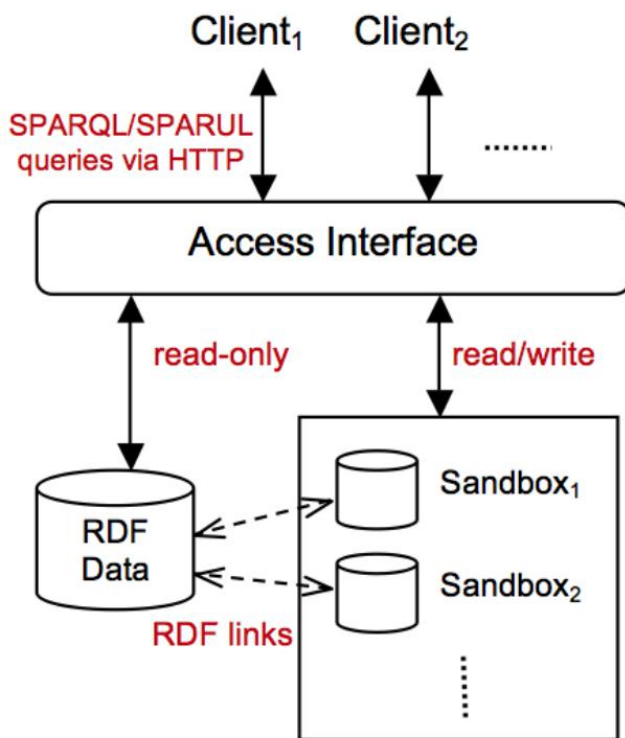 Client₁ Client₂
SPARQL/SPARUL
queries via HTTP
Access Interface
read-only read/write
Sandbox₁
RDF
Data
Sandbox₂
RDF links